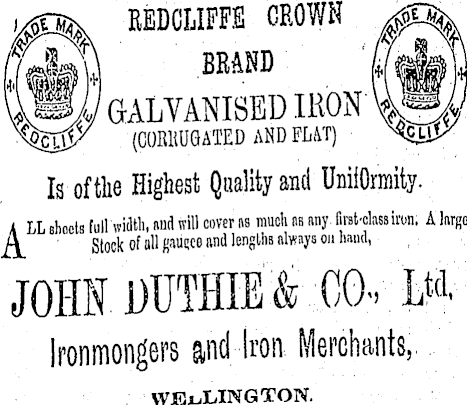 REDCLIFFE CROWN
BRAND
TRADE MARK
REDCLIFFE
TRADE MARK
REDCLIFFE
GALVANISED IRON
(CORRUGATED AND FLAT)
Is of the Highest Quality and Uniformity.
ALL sheets full width, and will cover as much as any first-class iron; A large
Stock of all gauges and lengths always on hand,
JOHN DUTHIE & CO., Ltd,
Ironmongers and Iron Merchants,
WELLINGTON.